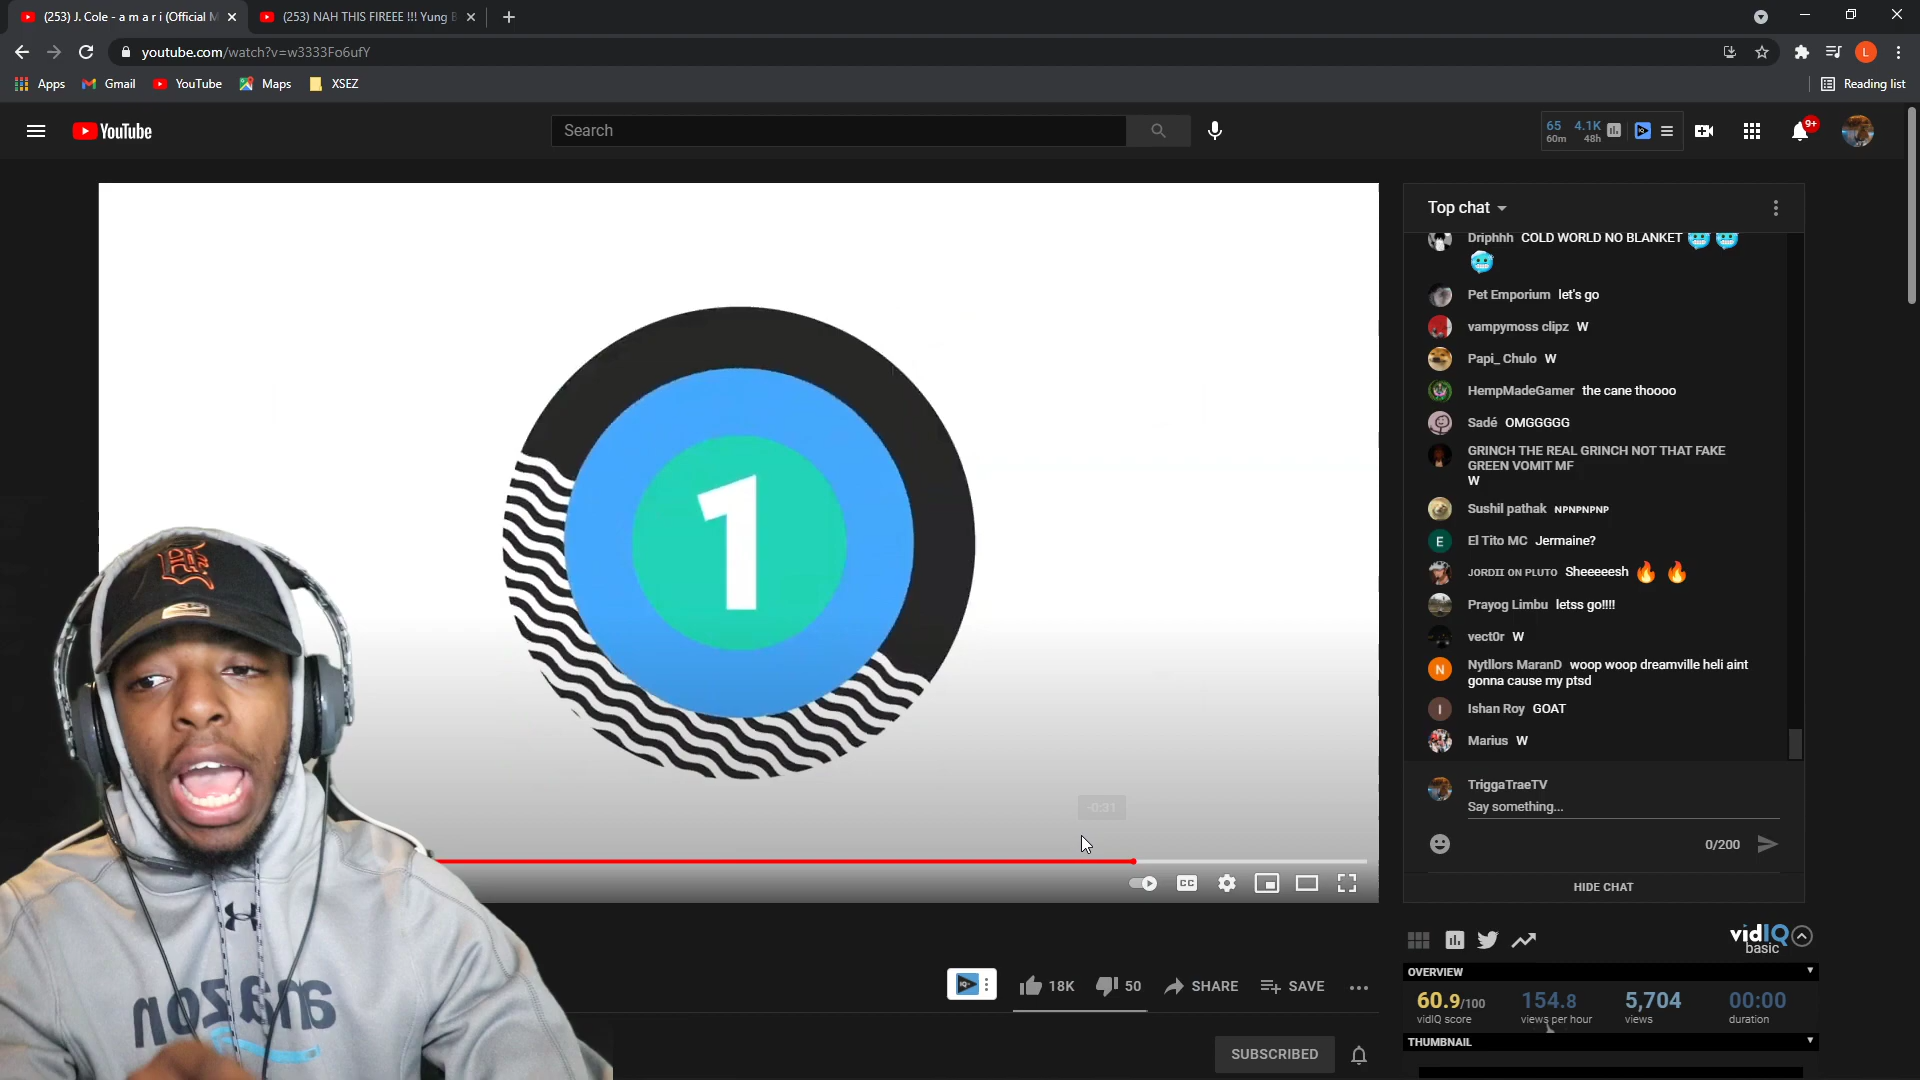 (253) J. Cole - a m a r i (Official M
(253) NAH THIS FIREEE !!! Yung B
youtube.com/watch?v=w3333Fo6ufY
L
Apps
Gmail
YouTube
Maps
XSEZ
Reading list
YouTube
Search
65
60m
4.1K
48h
9+
Top chat
Driphhh COLD WORLD NO BLANKET
Pet Emporium let's go
vampymoss clipz W
Papi_ Chulo W
HempMadeGamer the cane thoooo
Sadé OMGGGGG
GRINCH THE REAL GRINCH NOT THAT FAKE
GREEN VOMIT MF
W
Sushil pathak NPNPNPNP
E El Tito MC Jermaine?
JORDII ON PLUTO Sheeeeesh
Prayog Limbu letss go!!!!
vect0r W
N Nytllors MaranD woop woop dreamville heli aint
gonna cause my ptsd
I Ishan Roy GOAT
Marius W
TriggaTraeTV
Say something...
0/200
HIDE CHAT
1
-0:31
CC
amazon
18K
50
SHARE
SAVE
SUBSCRIBED
vidIQ
basic
OVERVIEW
60.9/100
vidIQ score
154.8
views per hour
5,704
views
00:00
duration
THUMBNAIL